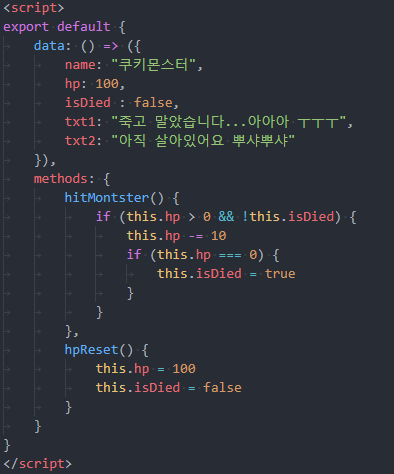 <script>
export default {
data: () => ({
name: "쿠키몬스터",
hp: 100,
isDied : false,
txt1: "죽고 말았습니다...아아아 ㅜㅜㅜ",
txt2: "아직 살아있어요 뿌샤뿌샤"
}),
methods: {
hitMontster() {
if (this.hp > 0 && !this.isDied) {
this.hp -= 10
if (this.hp === 0) {
this.isDied = true
}
}
},
hpReset() {
this.hp = 100
this.isDied = false
}
}
}
</script>